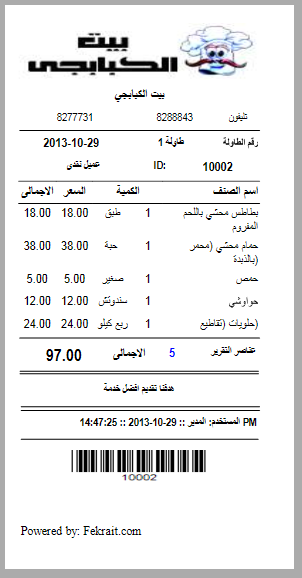 بيت الكبابجي
بيت الكبابجي
تليفون 8288843 8277731
رقم الطاولة طاولة 1 2013-10-29
10002 ID: عميل نقدى
اسم الصنف الكمية السعر الاجمالى
بطاطس محشي باللحم المفروم 1 طبق 18.00 18.00
حمام محشي (محمر بالزبدة) 1 حبة 38.00 38.00
حمص 1 صغير 5.00 5.00
حواوشي 1 سندوتش 12.00 12.00
حلويات (تقاطيع) 1 ربع كيلو 24.00 24.00
عناصر التقرير 5 الاجمالى 97.00
هدفنا تقديم افضل خدمة
المستخدم: المدير :: 29-10-2013 :: 14:47:25 PM
10002
Powered by: Fekrait.com